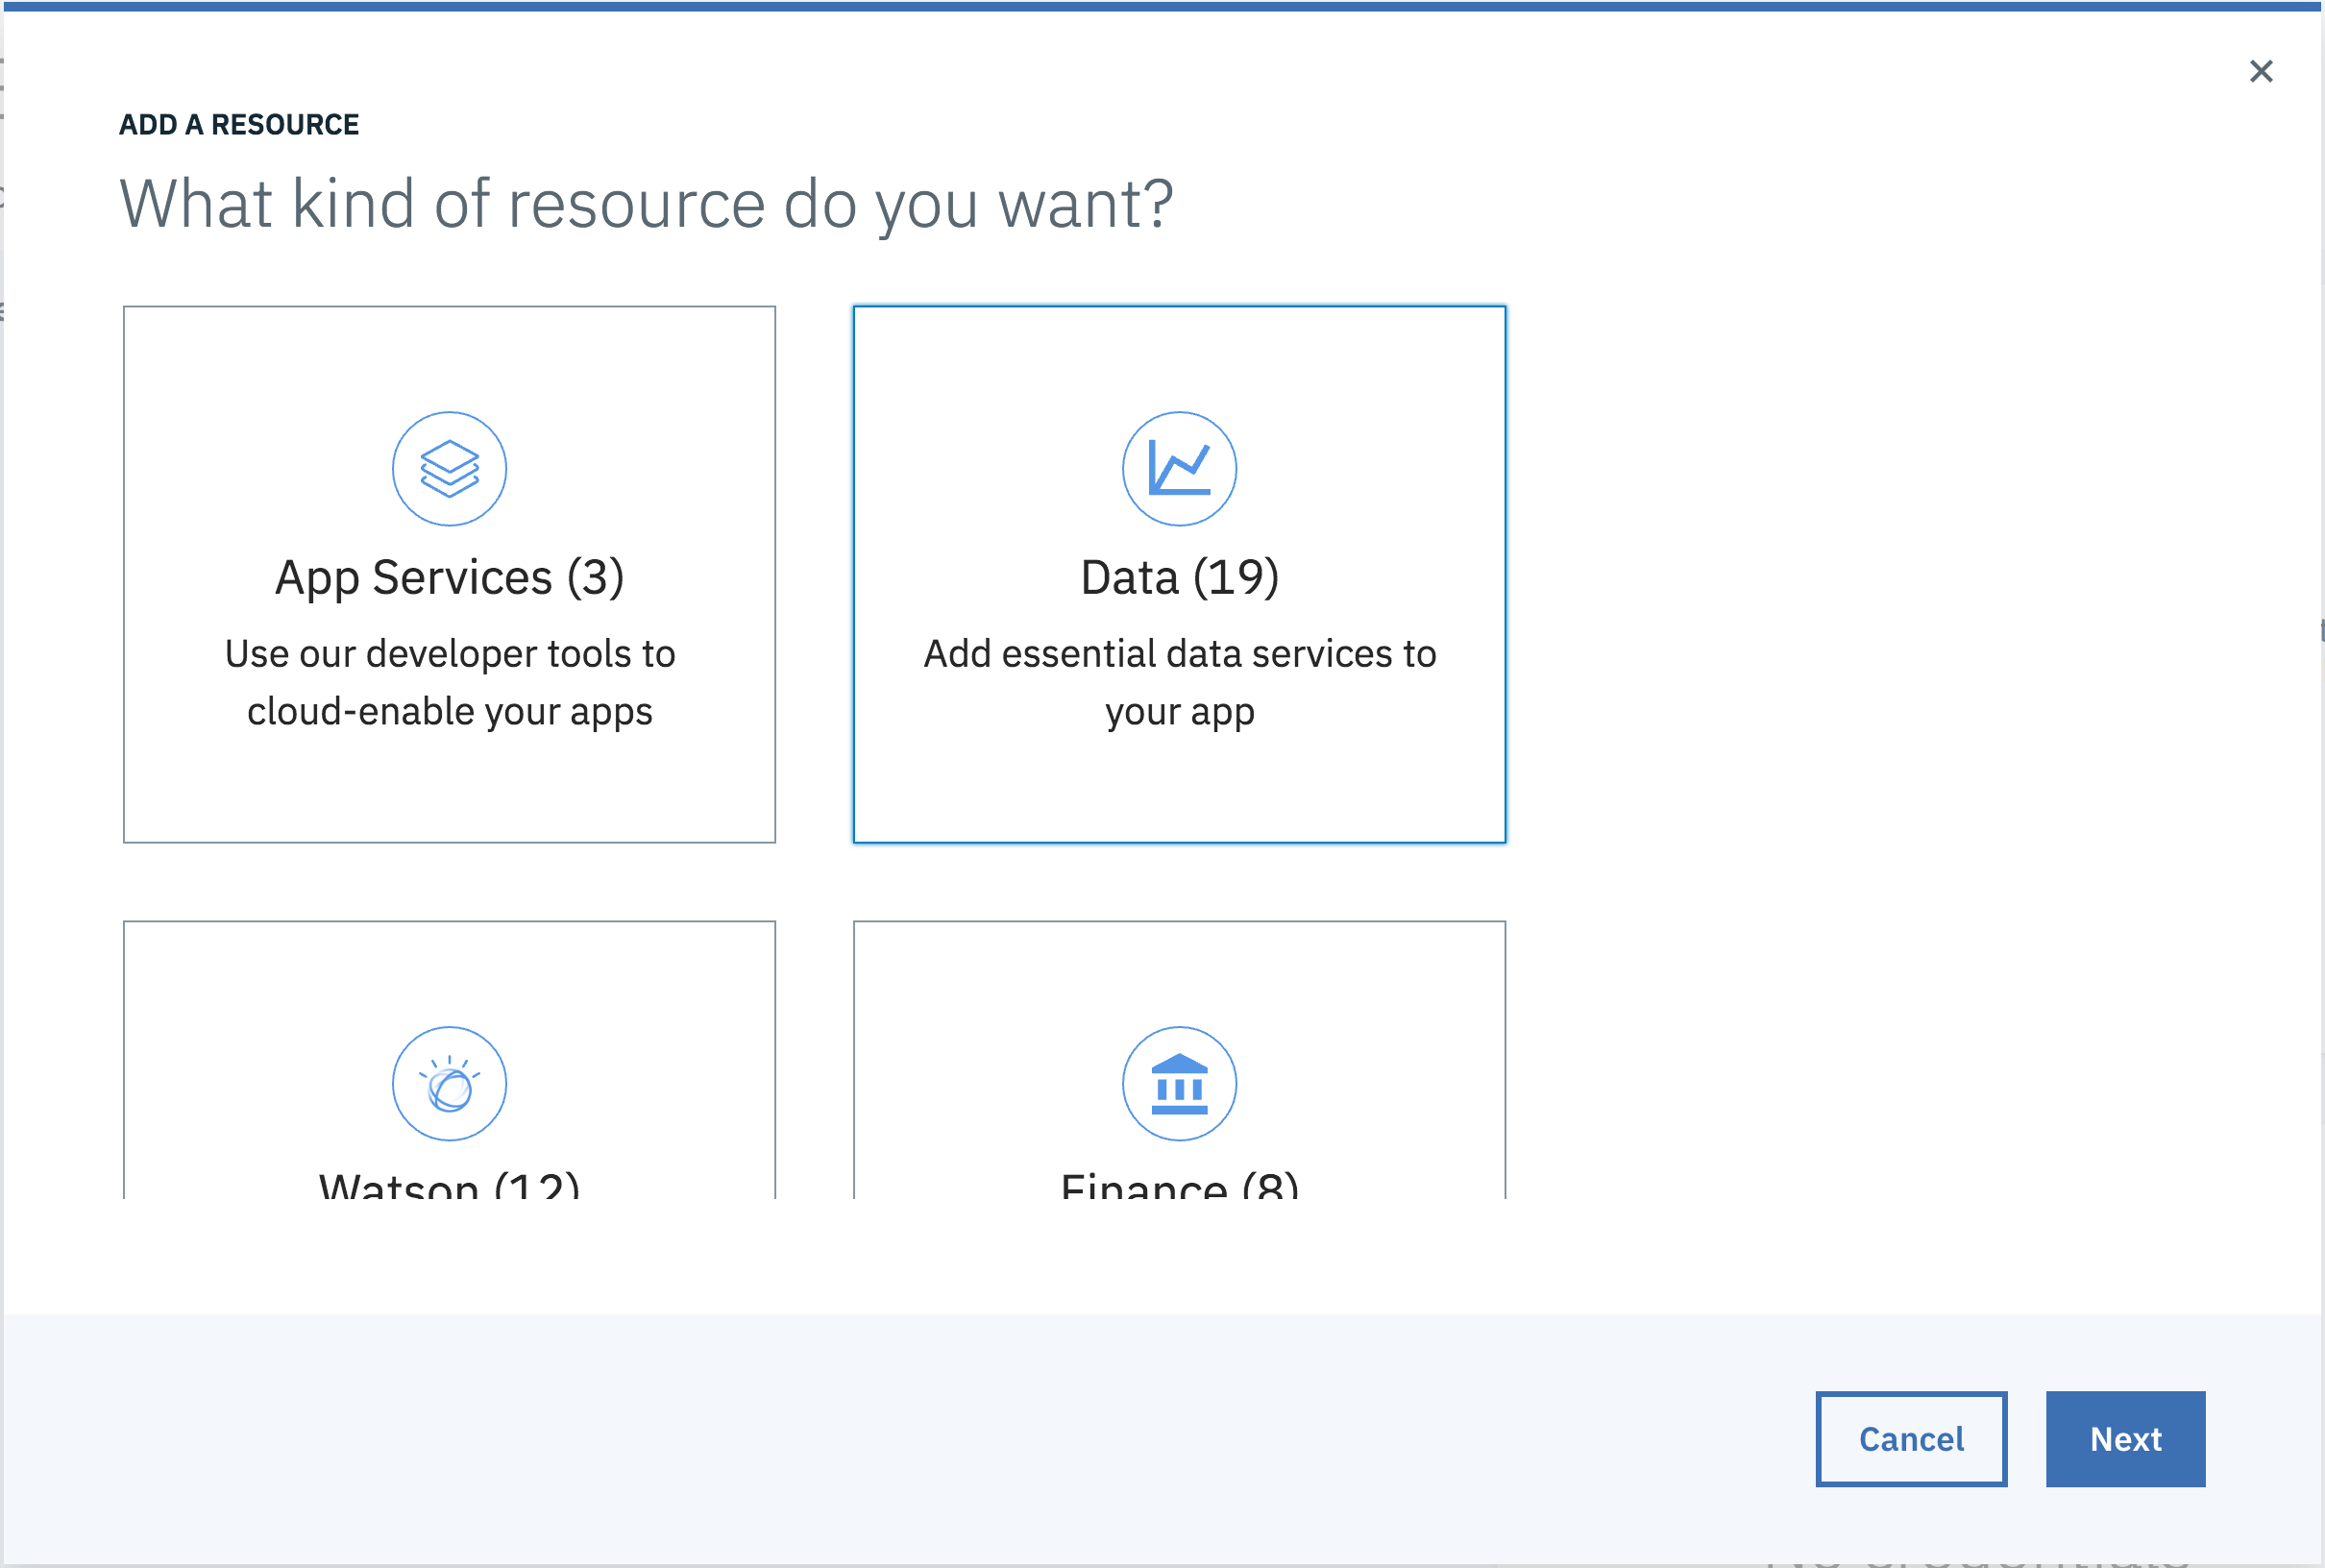 ADD A RESOURCE
What kind of resource do you want?
App Services (3)
Use our developer tools to
cloud-enable your apps
Data (19)
Add essential data services to
your app
Watson (12)
Finance (8)
Cancel
Next